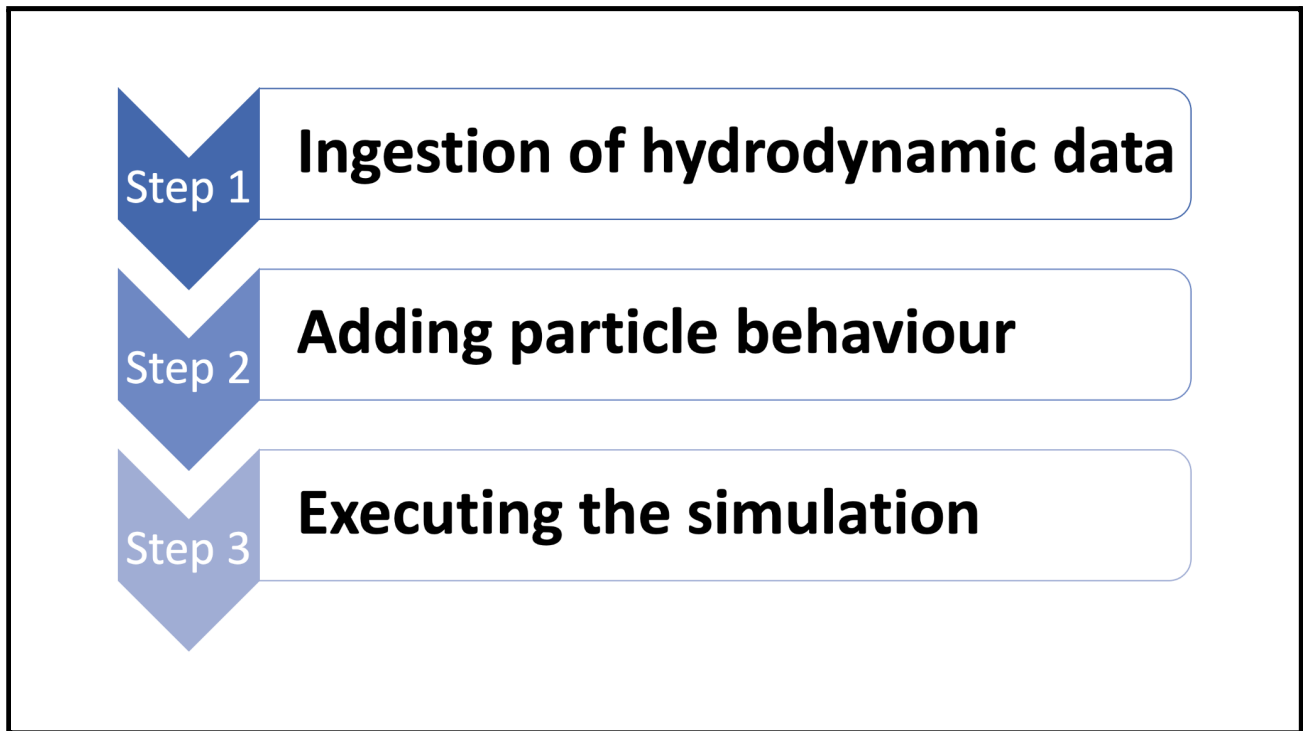 Step 1
Ingestion of hydrodynamic data
Step 2
Adding particle behaviour
Step 3
Executing the simulation